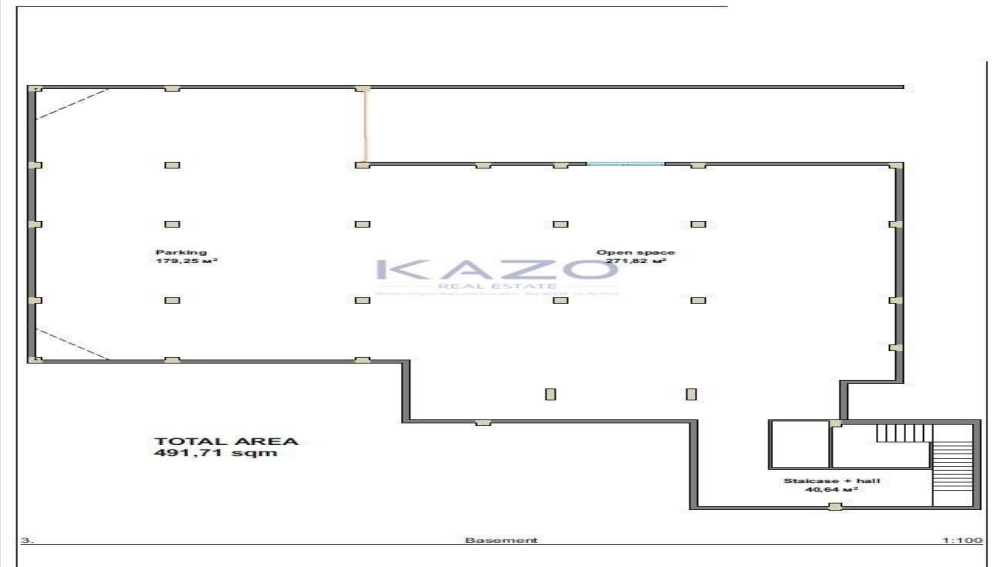 Parking
179,25 м²
Open space
271,82 м²
KAZO
REAL ESTATE
TOTAL AREA
491,71 sqm
Staicase + hall
40,64 м²
3.
Basement
1:100